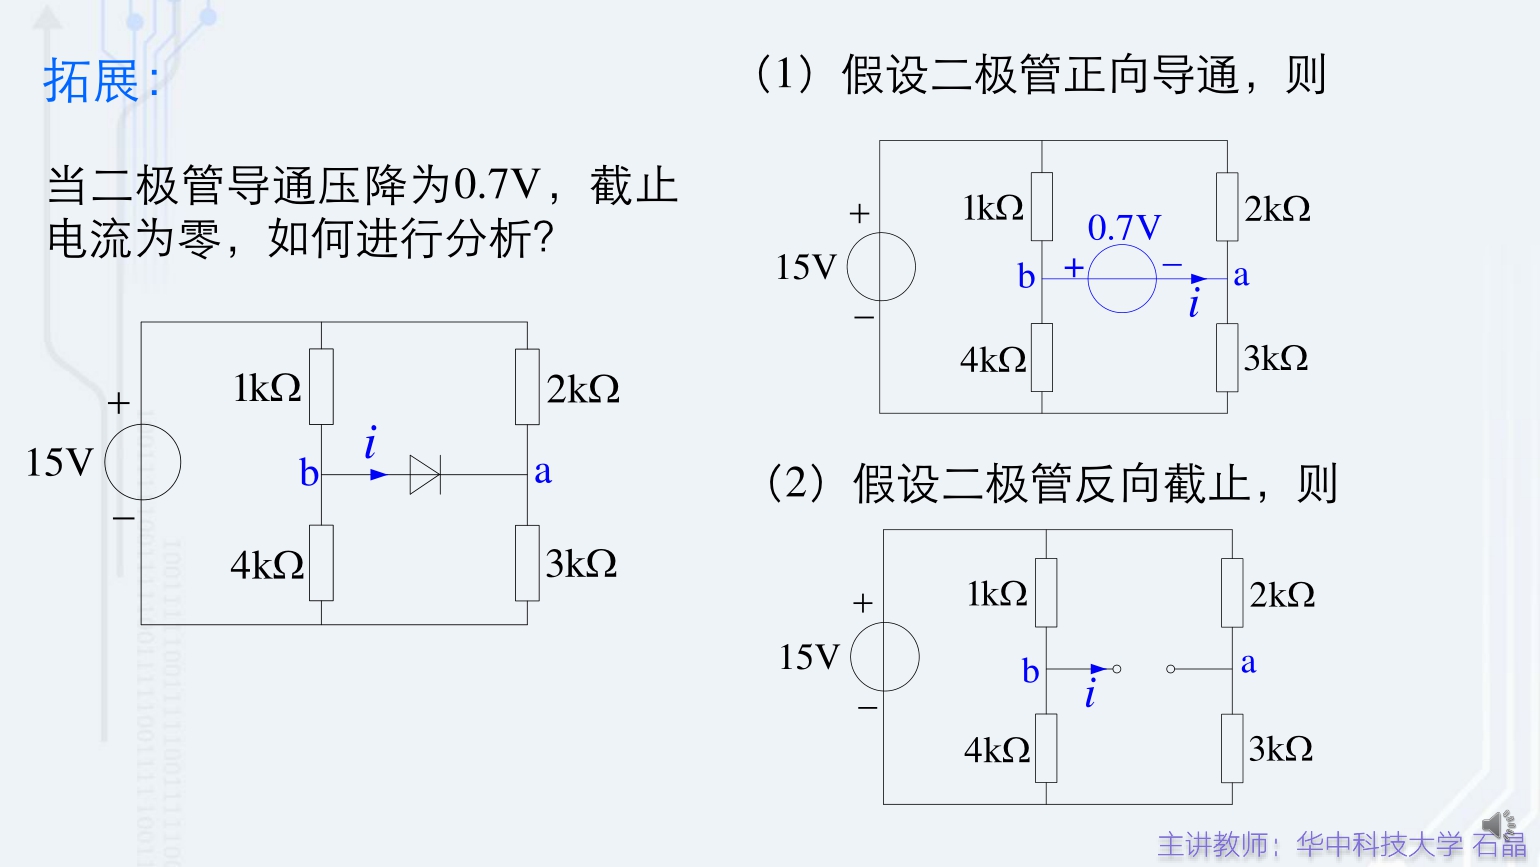 拓展：
当二极管导通压降为0.7V，截止
电流为零，如何进行分析？
+
15V
−
1kΩ
2kΩ
i
b
a
4kΩ
3kΩ
（1）假设二极管正向导通，则
+
15V
−
1kΩ
2kΩ
0.7V
b
+
−
a
i
4kΩ
3kΩ
（2）假设二极管反向截止，则
+
15V
−
1kΩ
2kΩ
b
a
i
4kΩ
3kΩ
主讲教师：华中科技大学 石晶